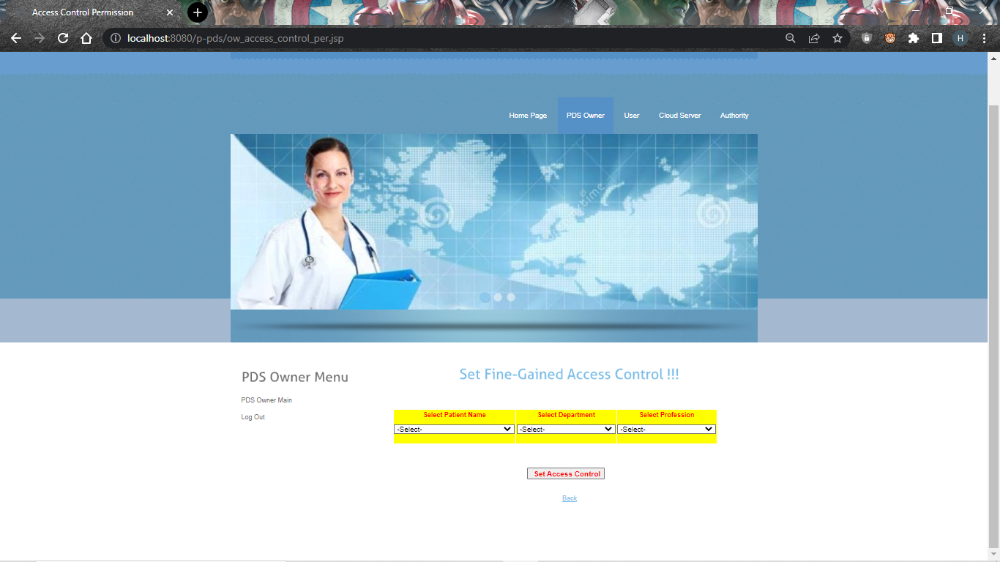 Access Control Permission
localhost:8080/p-pds/ow_access_control_per.jsp
H
Home Page
PDS Owner
User
Cloud Server
Authority
PDS Owner Menu
PDS Owner Main
Log Out
Set Fine-Gained Access Control !!!
Select Patient Name
Select Department
Select Profession
-Select-
-Select-
-Select-
Set Access Control
Back